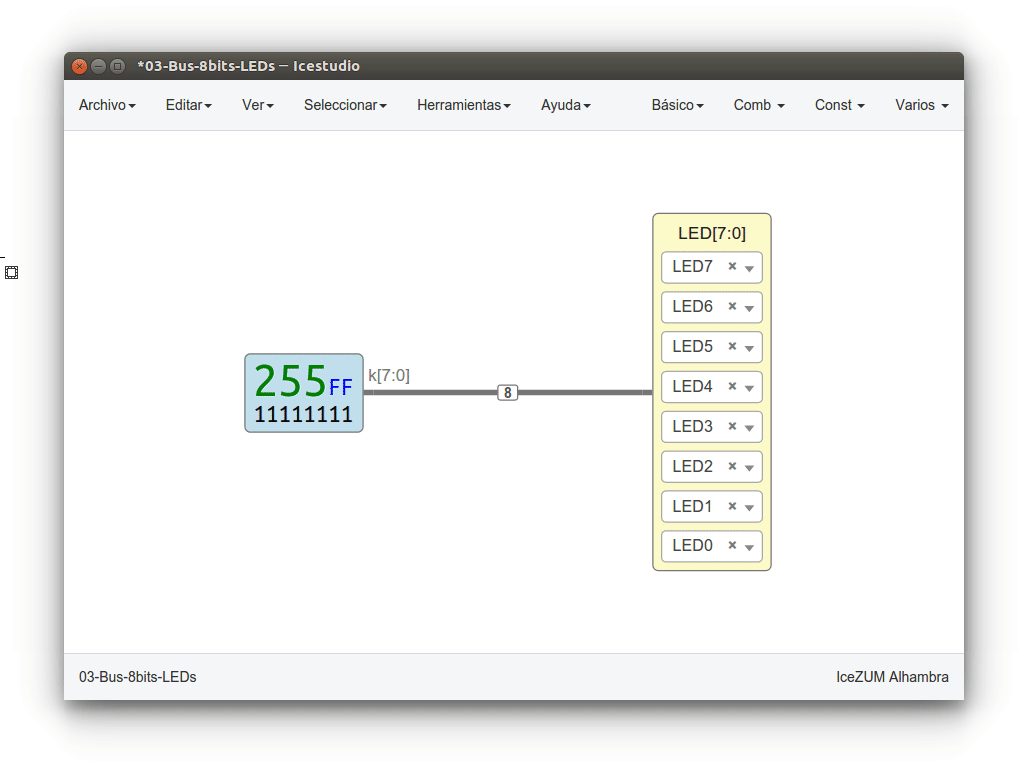 *03-Bus-8bits-LEDs — Icestudio
Archivo Editar Ver Seleccionar Herramientas Ayuda Básico Comb Const Varios
LED[7:0]
LED7
LED6
LED5
LED4
LED3
LED2
LED1
LED0
255 FF
11111111
k[7:0]
8
03-Bus-8bits-LEDs IceZUM Alhambra